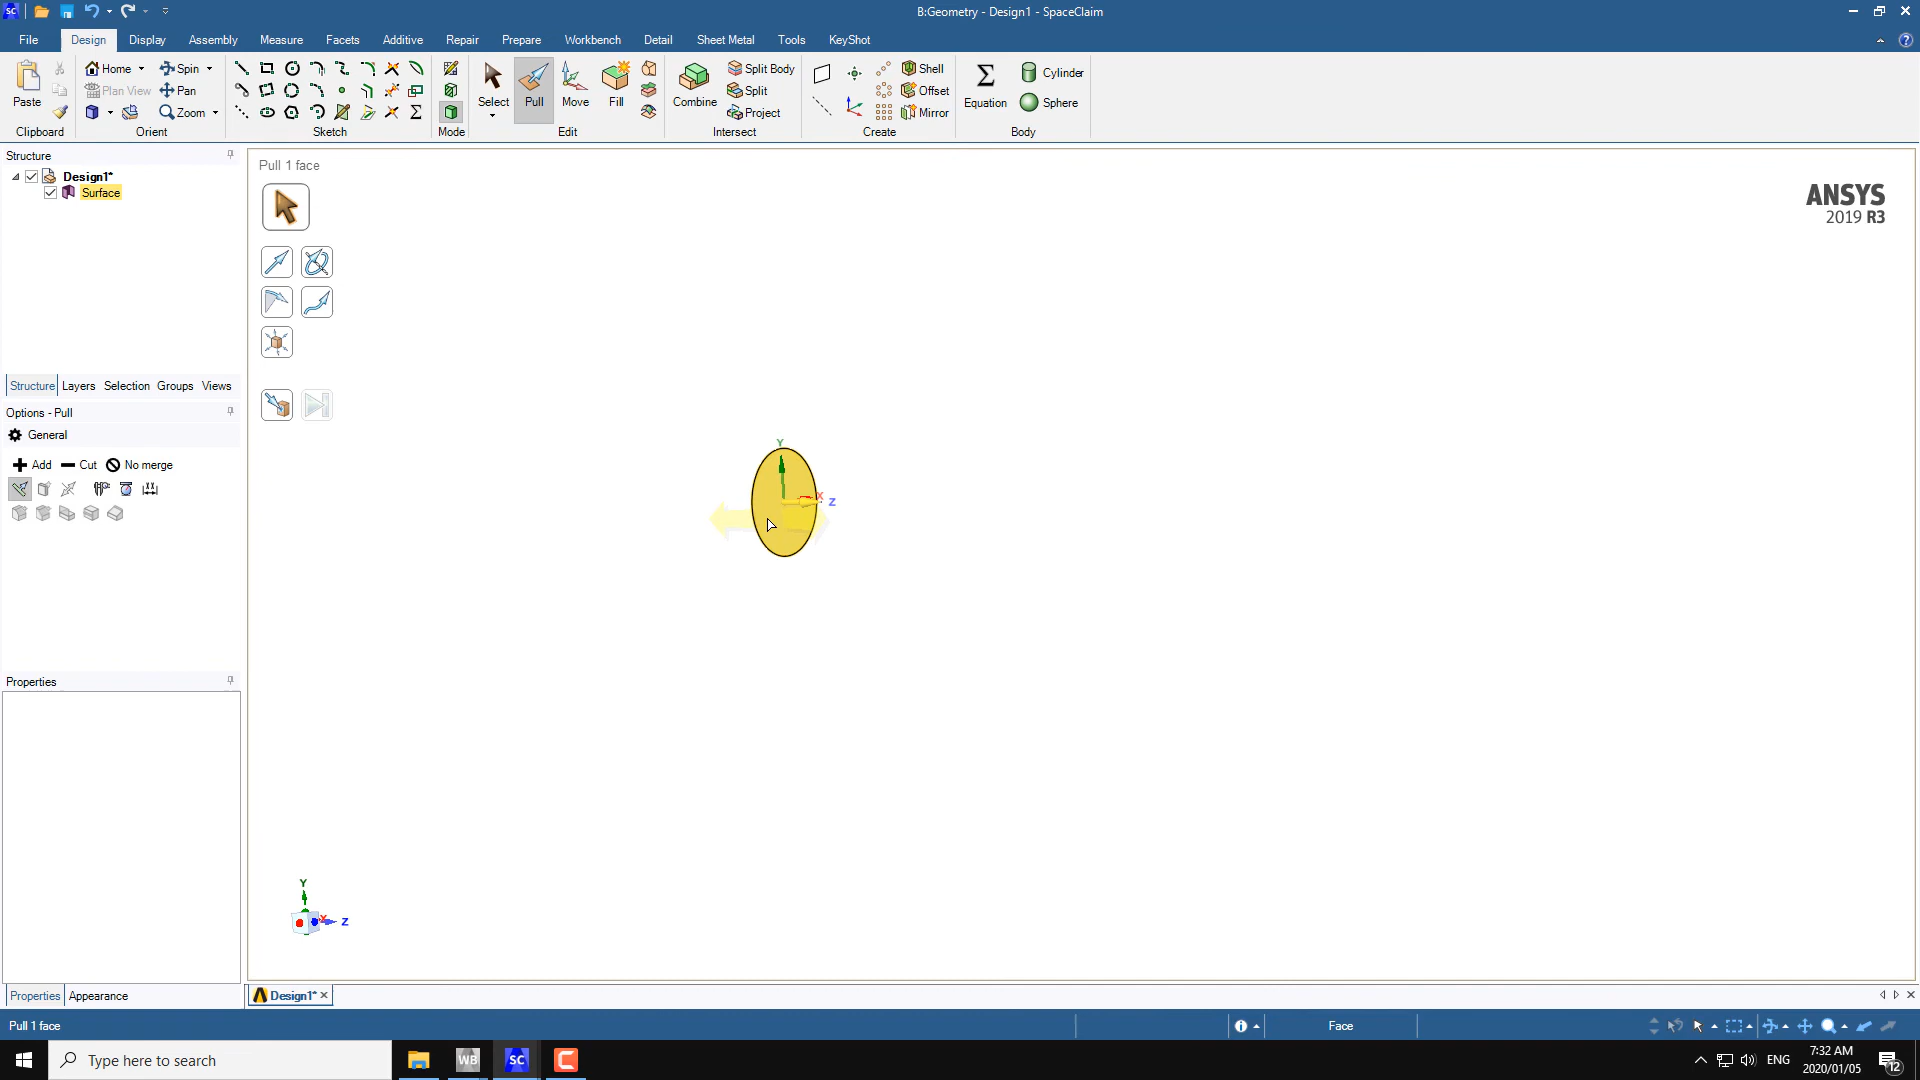 SC
B:Geometry - Design1 - SpaceClaim
File Design Display Assembly Measure Facets Additive Repair Prepare Workbench Detail Sheet Metal Tools KeyShot
Paste
Clipboard
Home Spin
Plan View Pan
Zoom
Orient
Sketch
Mode
Select
Pull
Move
Fill
Edit
Combine
Split Body
Split
Project
Intersect
Shell
Offset
Mirror
Create
Equation
Cylinder
Sphere
Body
Structure
Design1*
Surface
Structure Layers Selection Groups Views
Options - Pull
General
Add Cut No merge
Properties
Properties Appearance
Pull 1 face
ANSYS
2019 R3
Y
X
Z
Y
X
Z
Design1*
Pull 1 face
Face
Type here to search
WB
SC
ENG
7:32 AM
2020/01/05
12